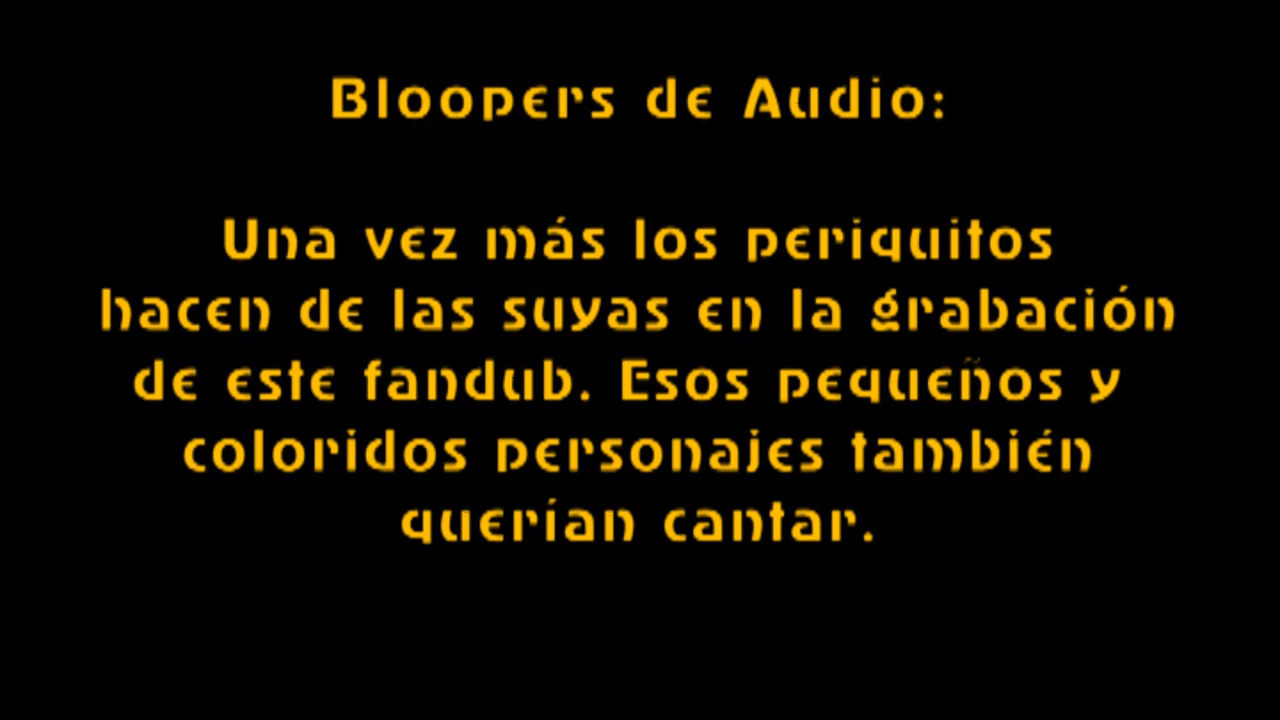 Bloopers de Audio:
Una vez más los periquitos
hacen de las suyas en la grabación
de este fandub. Esos pequeños y
coloridos personajes también
querían cantar.